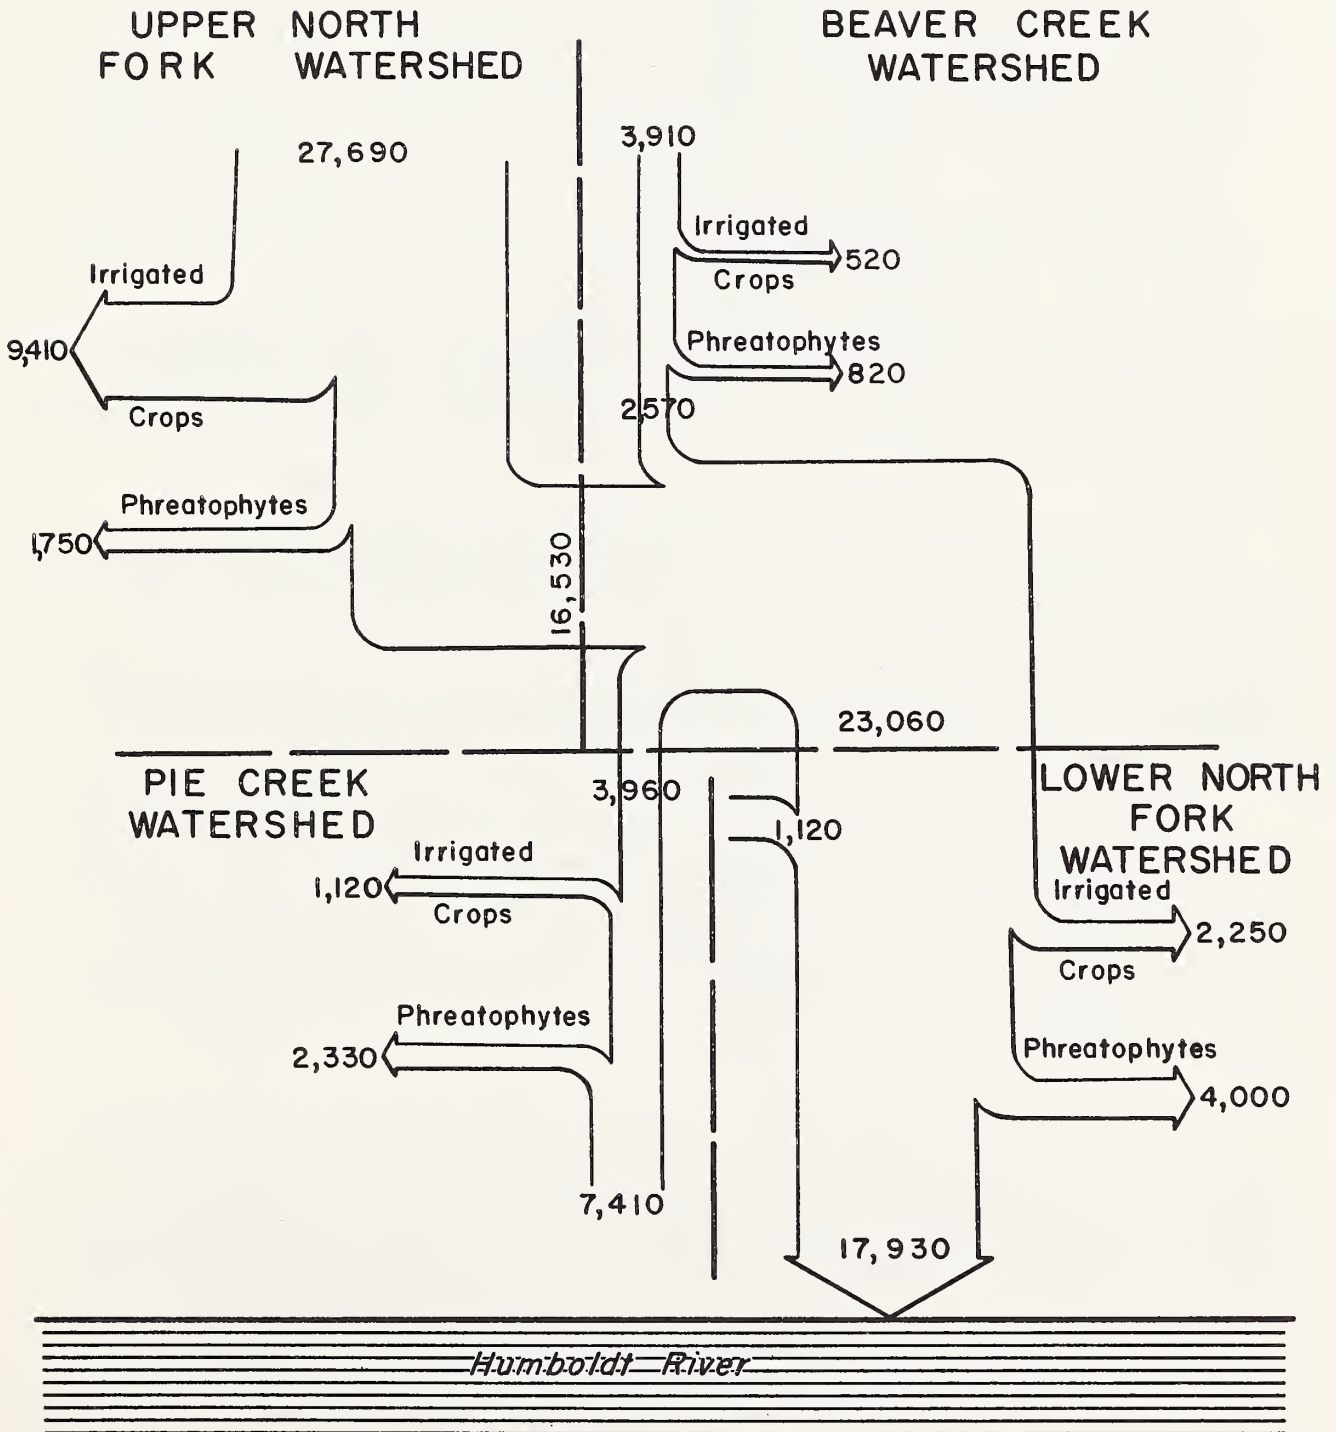 UPPER NORTH
FORK WATERSHED
BEAVER CREEK
WATERSHED
27,690
3,910
Irrigated
520
Crops
Irrigated
9,410
Crops
Phreatophytes
820
2,570
Phreatophytes
1,750
16,530
23,060
PIE CREEK
WATERSHED
3,960
LOWER NORTH
FORK
WATERSHED
1,120
Irrigated
1,120
Crops
Irrigated
2,250
Crops
Phreatophytes
2,330
Phreatophytes
4,000
7,410
17,930
Humboldt River